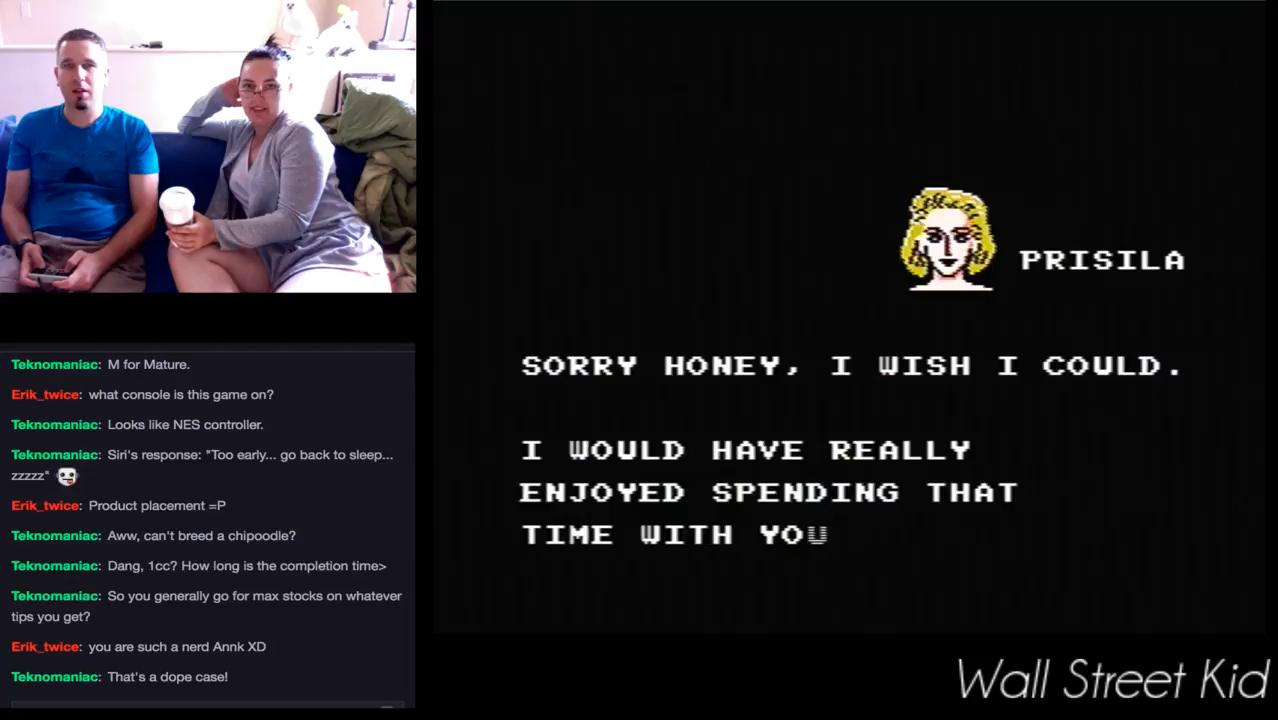 PRISILA
SORRY HONEY, I WISH I COULD.
I WOULD HAVE REALLY
ENJOYED SPENDING THAT
TIME WITH YOU
Teknomaniac: M for Mature.
Erik_twice: what console is this game on?
Teknomaniac: Looks like NES controller.
Teknomaniac: Siri's response: "Too early... go back to sleep...
zzzzz"
Erik_twice: Product placement =P
Teknomaniac: Aww, can't breed a chipoodle?
Teknomaniac: Dang, 1cc? How long is the completion time>
Teknomaniac: So you generally go for max stocks on whatever
tips you get?
Erik_twice: you are such a nerd Annk XD
Teknomaniac: That's a dope case!
Wall Street Kid